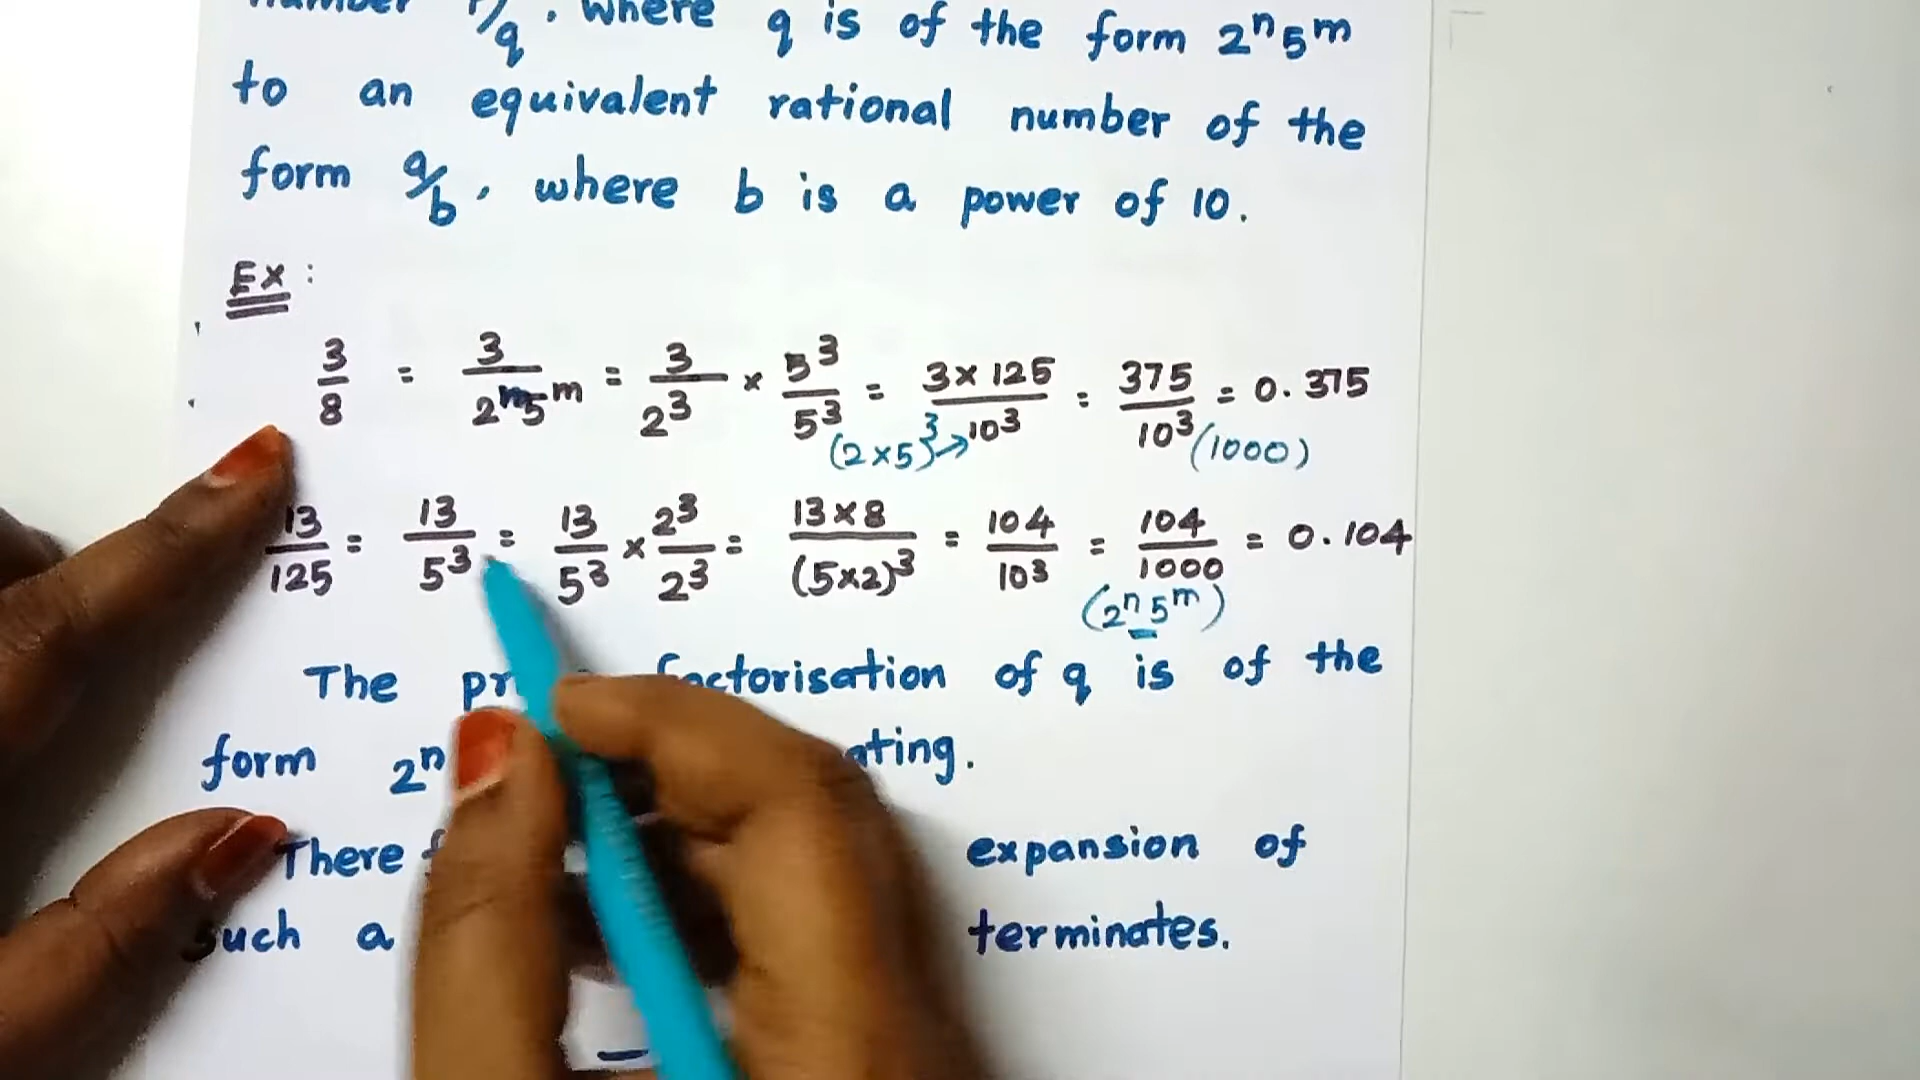 number p/q. Where q is of the form 2ⁿ5ᵐ
to an equivalent rational number of the
form a/b, where b is a power of 10.
Ex:
3/8 = 3/2ᵐ5ᵐ = 3/2³ × 5³/5³ = 3×125/10³ = 375/10³ = 0.375
(2×5)³→ (1000)
13/125 = 13/5³ = 13/5³ × 2³/2³ = 13×8/(5×2)³ = 104/10³ = 104/1000 = 0.104
(2ⁿ5ᵐ)
The factorisation of q is of the
form 2ⁿ
There expansion of
such a terminates.